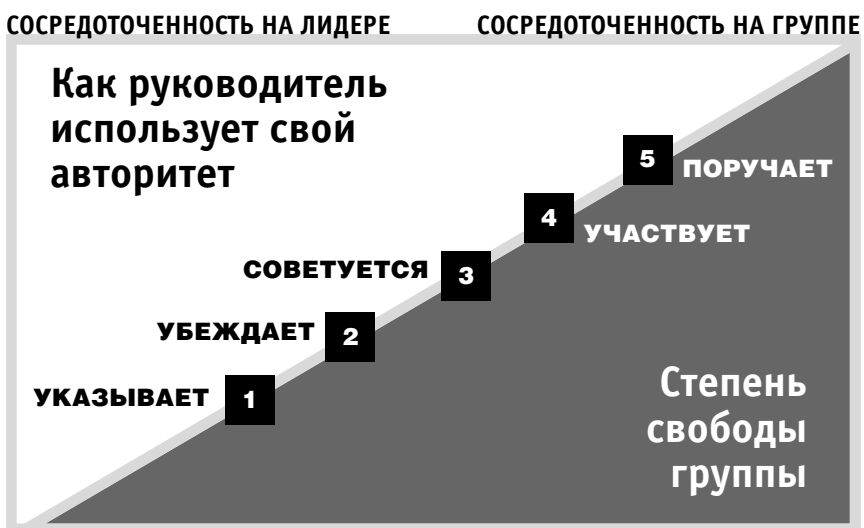 СОСРЕДОТОЧЕННОСТЬ НА ЛИДЕРЕ
СОСРЕДОТОЧЕННОСТЬ НА ГРУППЕ
Как руководитель
использует свой
авторитет
5 ПОРУЧАЕТ
4 УЧАСТВУЕТ
СОВЕТУЕТСЯ 3
УБЕЖДАЕТ 2
УКАЗЫВАЕТ 1
Степень
свободы
группы